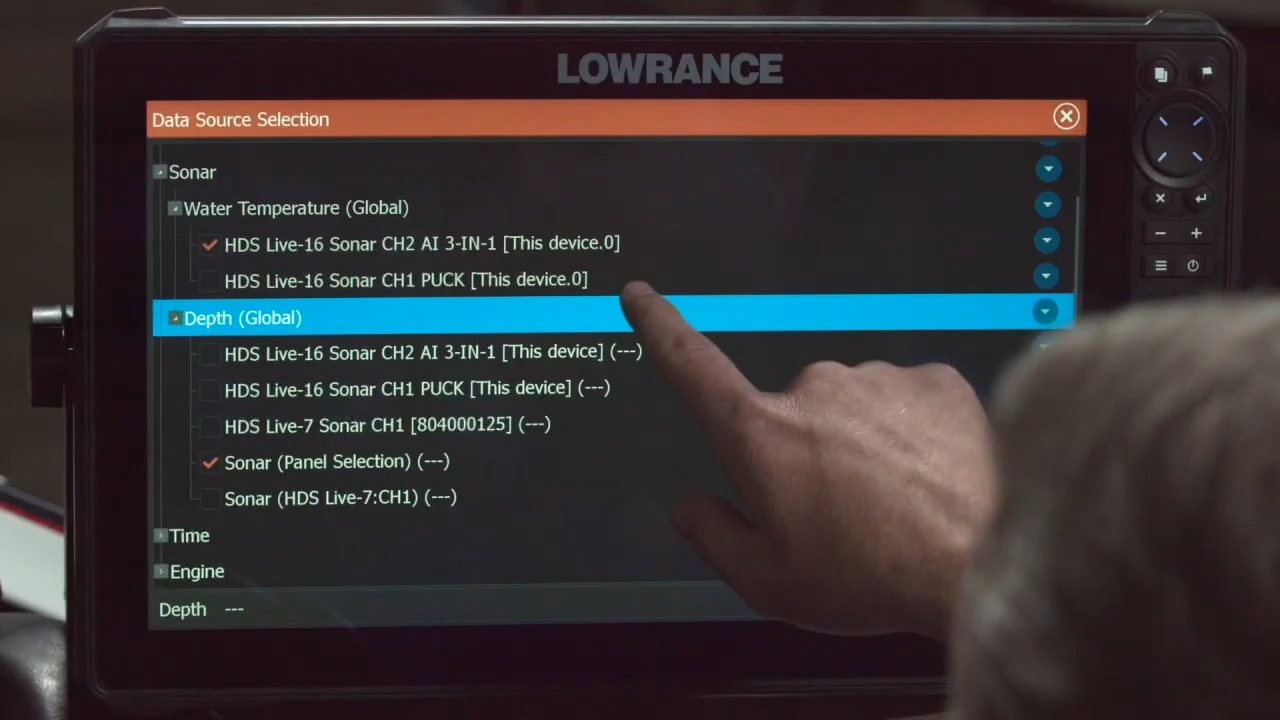 LOWRANCE
Data Source Selection
Sonar
Water Temperature (Global)
HDS Live-16 Sonar CH2 AI 3-IN-1 [This device.0]
HDS Live-16 Sonar CH1 PUCK [This device.0]
Depth (Global)
HDS Live-16 Sonar CH2 AI 3-IN-1 [This device] (---)
HDS Live-16 Sonar CH1 PUCK [This device] (---)
HDS Live-7 Sonar CH1 [804000125] (---)
Sonar (Panel Selection) (---)
Sonar (HDS Live-7:CH1) (---)
Time
Engine
Depth ---